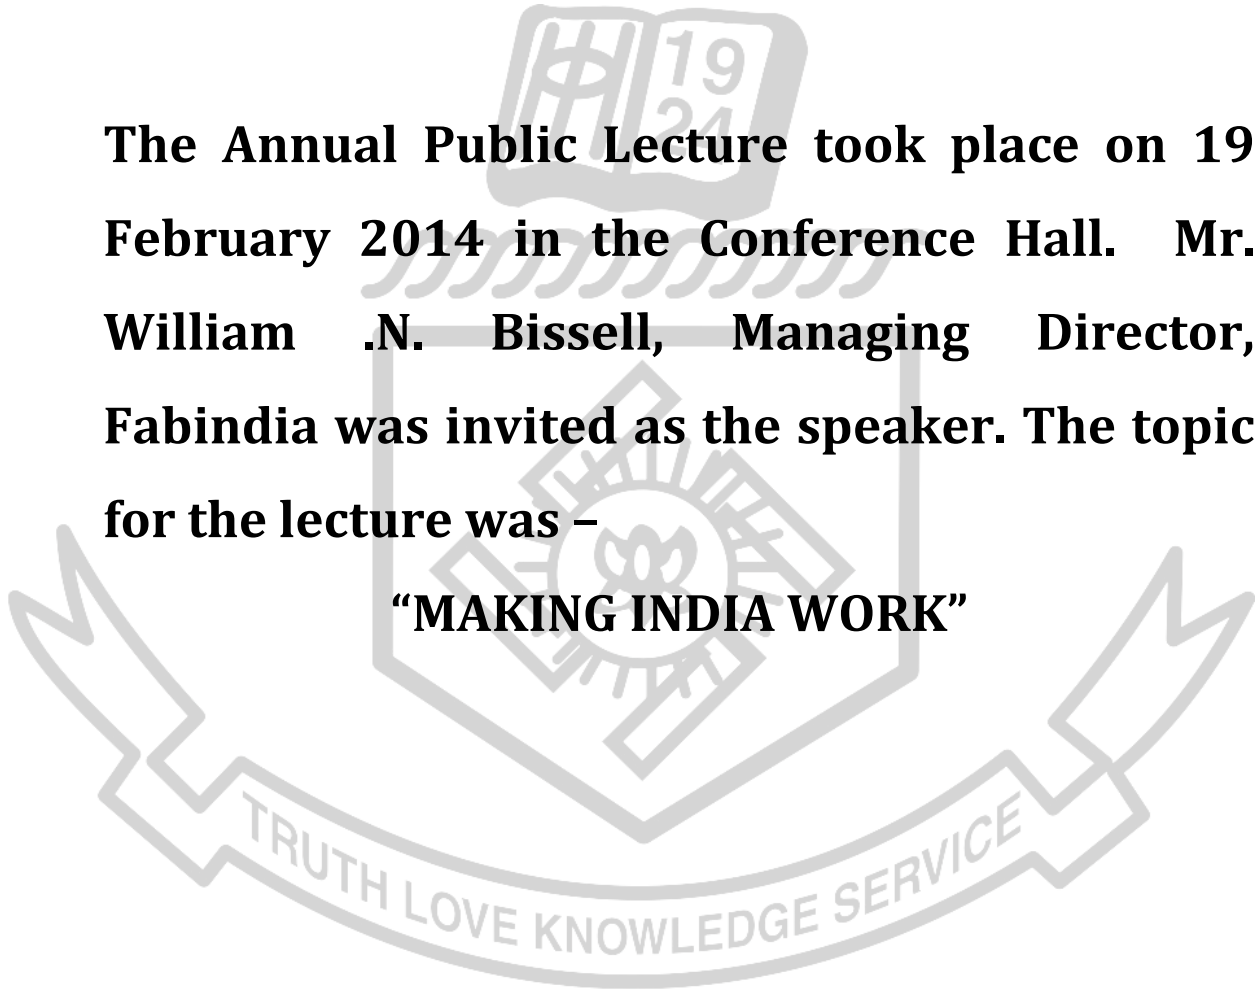 19
24
The Annual Public Lecture took place on 19
February 2014 in the Conference Hall. Mr.
William .N. Bissell, Managing Director,
Fabindia was invited as the speaker. The topic
for the lecture was –
“MAKING INDIA WORK”
TRUTH LOVE KNOWLEDGE SERVICE